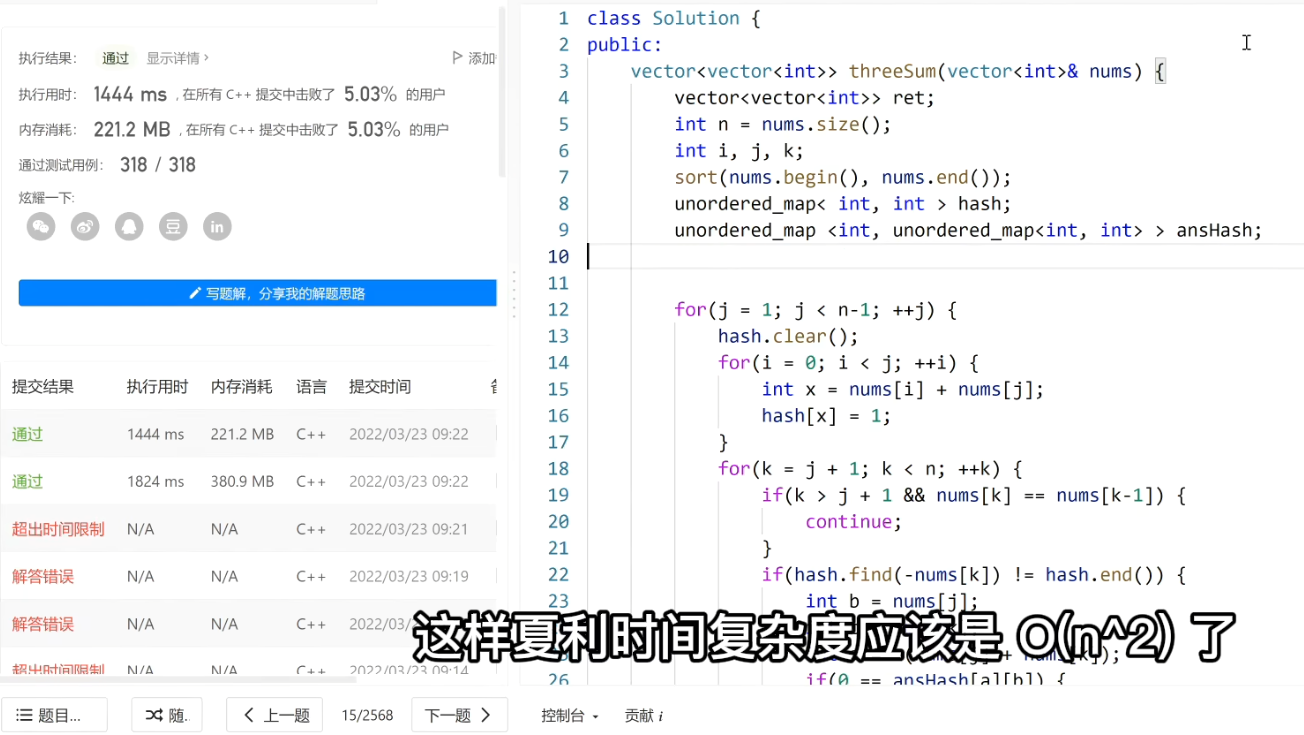 执行结果： 通过 显示详情 › 添加
执行用时： 1444 ms , 在所有 C++ 提交中击败了 5.03% 的用户
内存消耗： 221.2 MB , 在所有 C++ 提交中击败了 5.03% 的用户
通过测试用例： 318 / 318
炫耀一下:
豆 in
写题解，分享我的解题思路
提交结果 执行用时 内存消耗 语言 提交时间
通过 1444 ms 221.2 MB C++ 2022/03/23 09:22
通过 1824 ms 380.9 MB C++ 2022/03/23 09:22
超出时间限制 N/A N/A C++ 2022/03/23 09:21
解答错误 N/A N/A C++ 2022/03/23 09:19
解答错误 N/A N/A C++ 2022/03/
超出时间限制 N/A N/A C++ 2022/03/23 09:14
1 class Solution {
2 public:
3 vector<vector<int>> threeSum(vector<int>& nums) {
4 vector<vector<int>> ret;
5 int n = nums.size();
6 int i, j, k;
7 sort(nums.begin(), nums.end());
8 unordered_map< int, int > hash;
9 unordered_map <int, unordered_map<int, int> > ansHash;
10
11
12 for(j = 1; j < n-1; ++j) {
13 hash.clear();
14 for(i = 0; i < j; ++i) {
15 int x = nums[i] + nums[j];
16 hash[x] = 1;
17 }
18 for(k = j + 1; k < n; ++k) {
19 if(k > j + 1 && nums[k] == nums[k-1]) {
20 continue;
21 }
22 if(hash.find(-nums[k]) != hash.end()) {
23 int b = nums[j];
26 if(0 == ansHash[a][b]) {
这样夏利时间复杂度应该是 O(n^2) 了
题目... 随. 上一题 15/2568 下一题 控制台 贡献 i